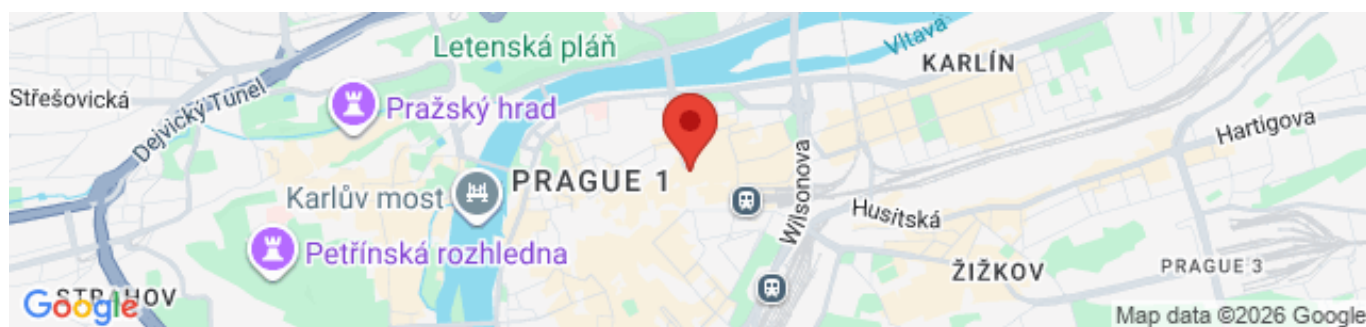 Letenská pláň
Vltava
KARLÍN
Střešovická
Dejvický Tunel
Pražský hrad
Hartigova
Wilsonova
PRAGUE 1
Karlův most
Husitská
Petřínská rozhledna
ŽIŽKOV
PRAGUE 3
STRAHOV
Google
Map data ©2026 Google